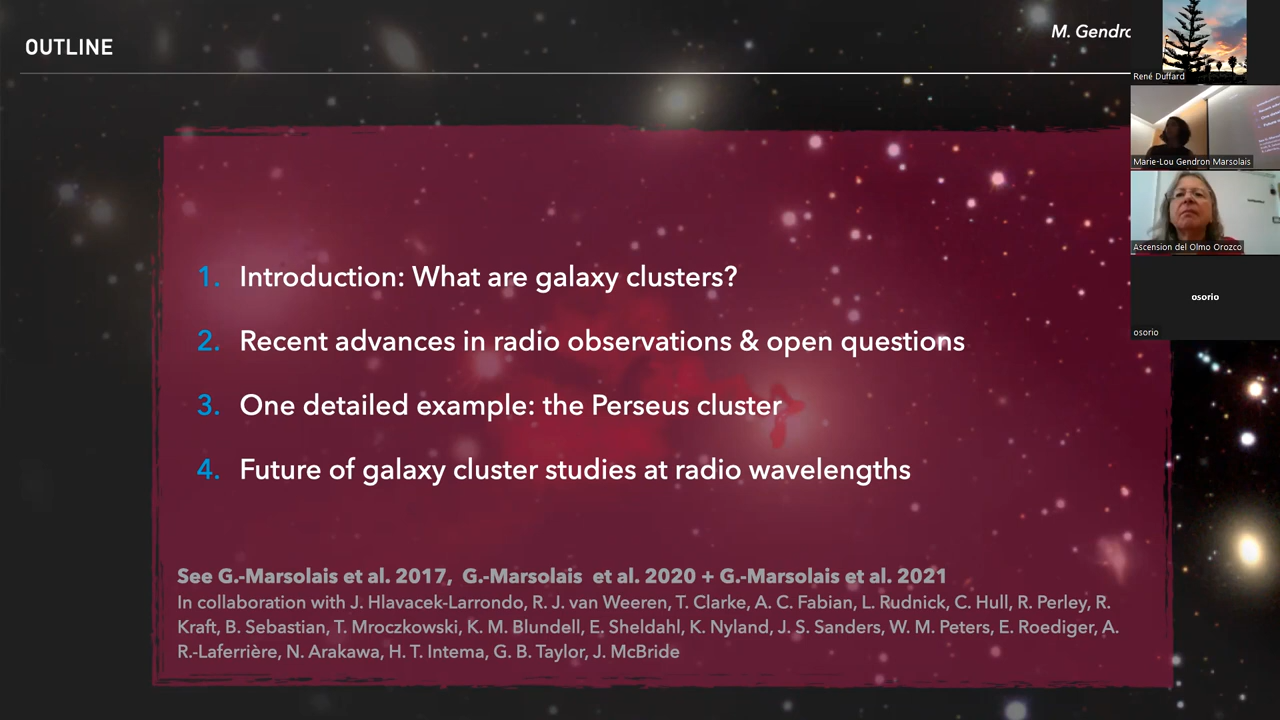 OUTLINE
M. Gendro
René Duffard
Marie-Lou Gendron Marsolais
Ascension del Olmo Orozco
osorio
osorio
1. Introduction: What are galaxy clusters?
2. Recent advances in radio observations & open questions
3. One detailed example: the Perseus cluster
4. Future of galaxy cluster studies at radio wavelengths
See G.-Marsolais et al. 2017, G.-Marsolais et al. 2020 + G.-Marsolais et al. 2021
In collaboration with J. Hlavacek-Larrondo, R. J. van Weeren, T. Clarke, A. C. Fabian, L. Rudnick, C. Hull, R. Perley, R.
Kraft, B. Sebastian, T. Mroczkowski, K. M. Blundell, E. Sheldahl, K. Nyland, J. S. Sanders, W. M. Peters, E. Roediger, A.
R.-Laferrière, N. Arakawa, H. T. Intema, G. B. Taylor, J. McBride